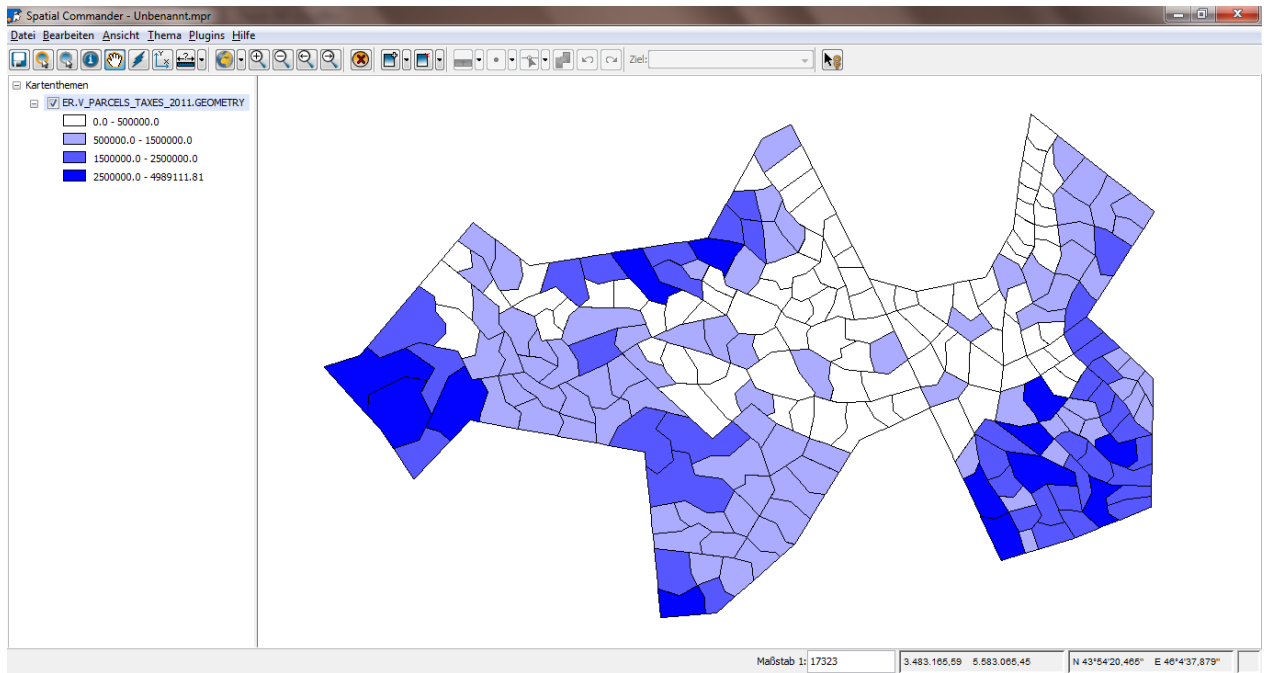 Spatial Commander - Unbenannt.mpr
Datei Bearbeiten Ansicht Thema Plugins Hilfe
Ziel:
Kartenthemen
ER.V_PARCELS_TAXES_2011.GEOMETRY
0.0 - 500000.0
500000.0 - 1500000.0
1500000.0 - 2500000.0
2500000.0 - 4989111.81
Maßstab 1: 17323 3.483.165,59 5.583.065,45 N 43°54'20,465" E 46°4'37,879"